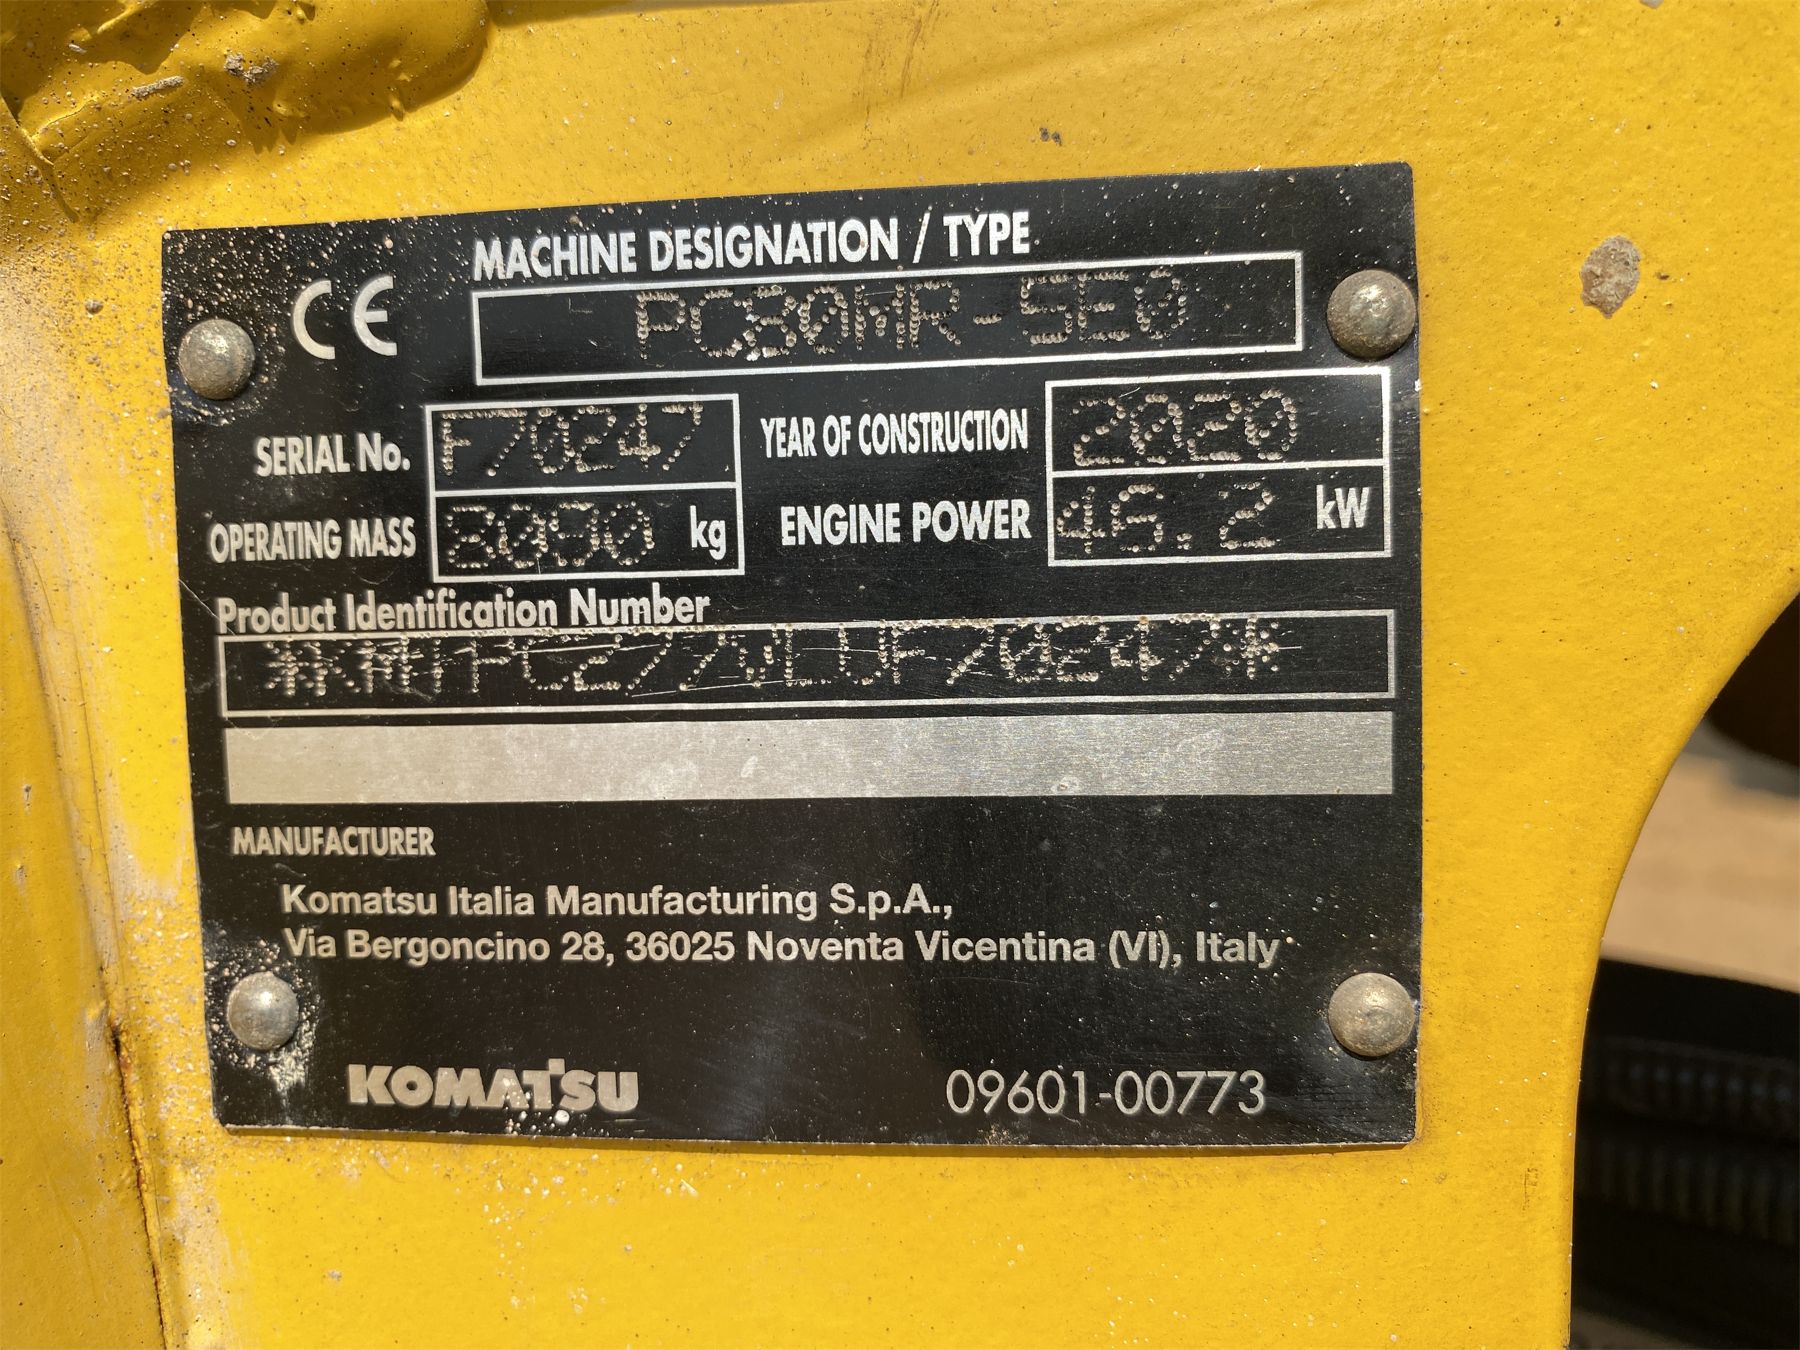 CE
MACHINE DESIGNATION / TYPE
PC80MR-5E0
SERIAL No. F70247
YEAR OF CONSTRUCTION 2020
OPERATING MASS 8090 kg
ENGINE POWER 46.2 kW
Product Identification Number
MANUFACTURER
Komatsu Italia Manufacturing S.p.A.,
Via Bergoncino 28, 36025 Noventa Vicentina (VI), Italy
KOMATSU
09601-00773